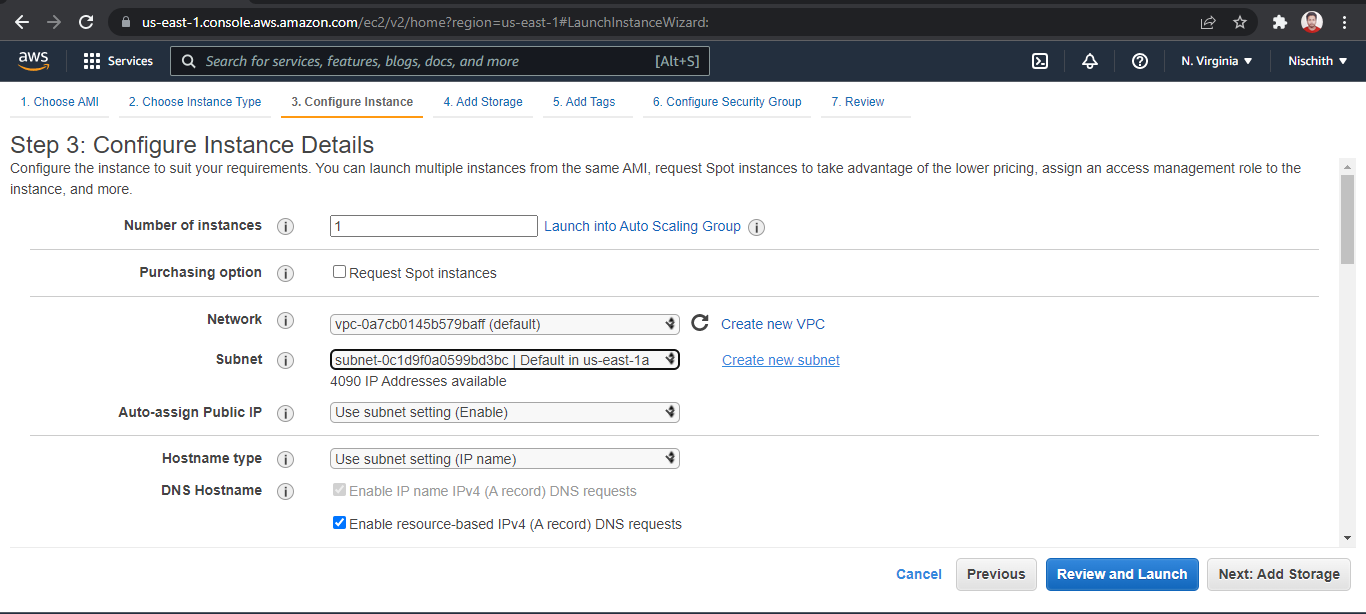 us-east-1.console.aws.amazon.com/ec2/v2/home?region=us-east-1#LaunchInstanceWizard:
aws Services Search for services, features, blogs, docs, and more [Alt+S] N. Virginia Nischith
1. Choose AMI 2. Choose Instance Type 3. Configure Instance 4. Add Storage 5. Add Tags 6. Configure Security Group 7. Review
Step 3: Configure Instance Details
Configure the instance to suit your requirements. You can launch multiple instances from the same AMI, request Spot instances to take advantage of the lower pricing, assign an access management role to the
instance, and more.
Number of instances 1 Launch into Auto Scaling Group
Purchasing option Request Spot instances
Network vpc-0a7cb0145b579baff (default) Create new VPC
Subnet subnet-0c1d9f0a0599bd3bc | Default in us-east-1a Create new subnet
4090 IP Addresses available
Auto-assign Public IP Use subnet setting (Enable)
Hostname type Use subnet setting (IP name)
DNS Hostname Enable IP name IPv4 (A record) DNS requests
Enable resource-based IPv4 (A record) DNS requests
Cancel Previous Review and Launch Next: Add Storage